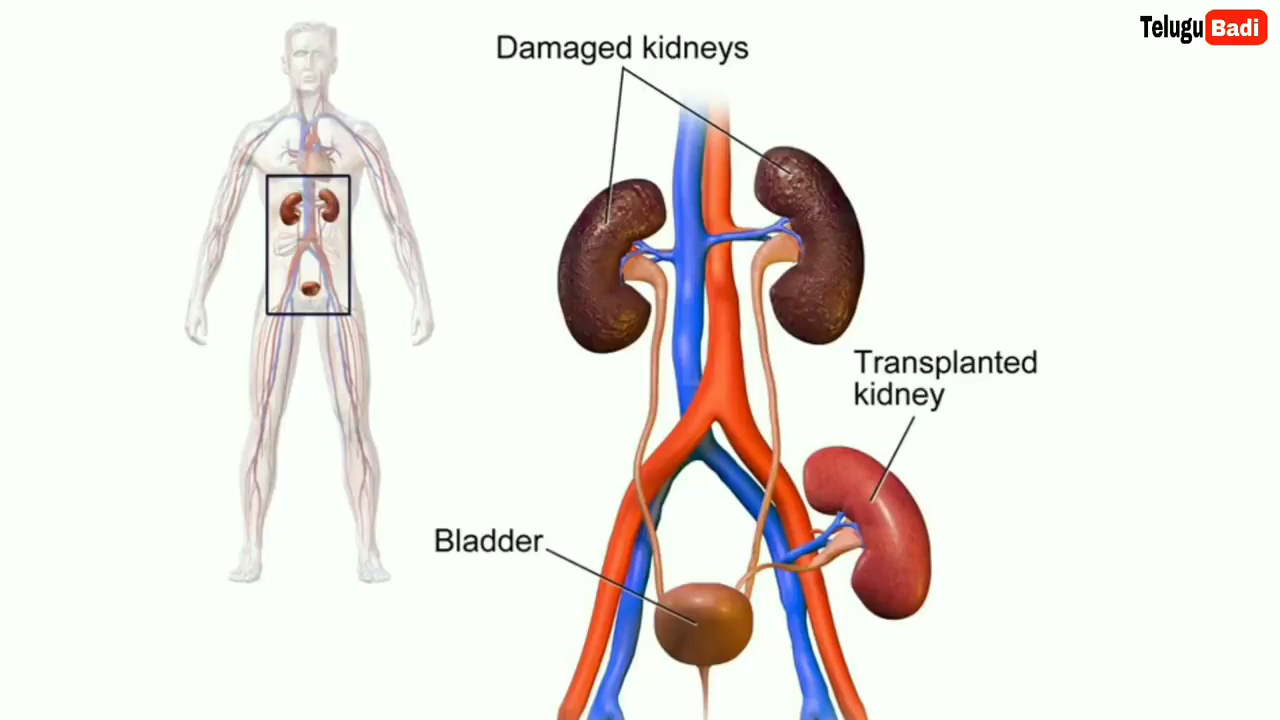 Telugu Badi
Damaged kidneys
Transplanted
kidney
Bladder